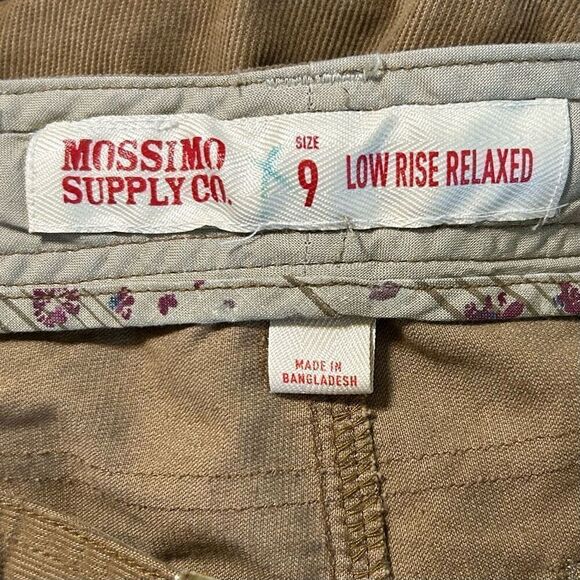 MOSSIMO
SUPPLY CO.
SIZE
9
LOW RISE RELAXED
MADE IN
BANGLADESH